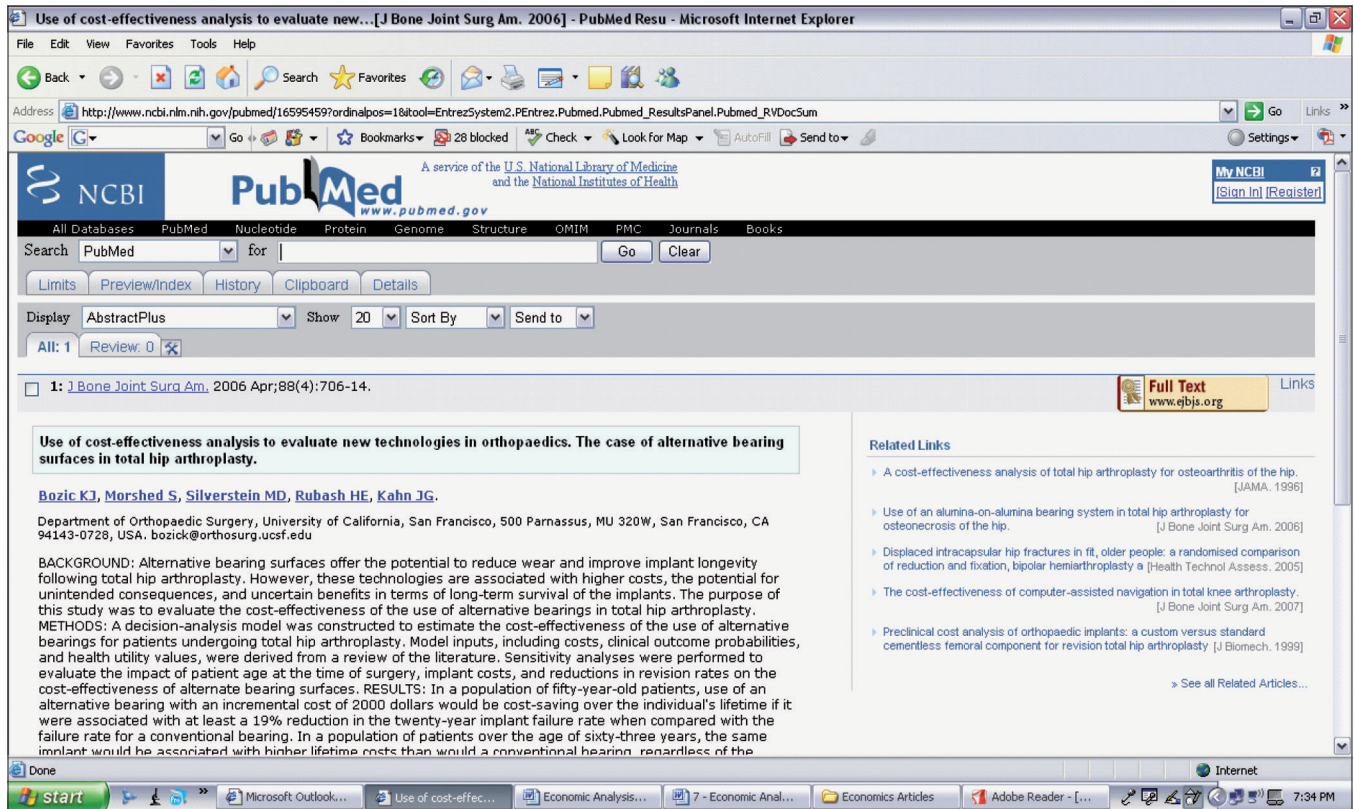 Use of cost-effectiveness analysis to evaluate new...[J Bone Joint Surg Am. 2006] - PubMed Resu - Microsoft Internet Explorer
File Edit View Favorites Tools Help
Back Search Favorites
Address http://www.ncbi.nlm.nih.gov/pubmed/16595459?ordinalpos=1&itool=EntrezSystem2.PEntrez.Pubmed.Pubmed_ResultsPanel.Pubmed_RVDocSum Go Links »
Google G Go Bookmarks 28 blocked ABC Check Look for Map AutoFill Send to Settings
NCBI PubMed
www.pubmed.gov
A service of the U.S. National Library of Medicine
and the National Institutes of Health
My NCBI ?
[Sign In] [Register]
All Databases PubMed Nucleotide Protein Genome Structure OMIM PMC Journals Books
Search PubMed for Go Clear
Limits Preview/Index History Clipboard Details
Display AbstractPlus Show 20 Sort By Send to
All: 1 Review: 0
1: J Bone Joint Surg Am. 2006 Apr;88(4):706-14.
Full Text
www.ejbjs.org
Links
Use of cost-effectiveness analysis to evaluate new technologies in orthopaedics. The case of alternative bearing
surfaces in total hip arthroplasty.
Bozic KJ, Morshed S, Silverstein MD, Rubash HE, Kahn JG.
Department of Orthopaedic Surgery, University of California, San Francisco, 500 Parnassus, MU 320W, San Francisco, CA
94143-0728, USA. bozick@orthosurg.ucsf.edu
BACKGROUND: Alternative bearing surfaces offer the potential to reduce wear and improve implant longevity
following total hip arthroplasty. However, these technologies are associated with higher costs, the potential for
unintended consequences, and uncertain benefits in terms of long-term survival of the implants. The purpose of
this study was to evaluate the cost-effectiveness of the use of alternative bearings in total hip arthroplasty.
METHODS: A decision-analysis model was constructed to estimate the cost-effectiveness of the use of alternative
bearings for patients undergoing total hip arthroplasty. Model inputs, including costs, clinical outcome probabilities,
and health utility values, were derived from a review of the literature. Sensitivity analyses were performed to
evaluate the impact of patient age at the time of surgery, implant costs, and reductions in revision rates on the
cost-effectiveness of alternate bearing surfaces. RESULTS: In a population of fifty-year-old patients, use of an
alternative bearing with an incremental cost of 2000 dollars would be cost-saving over the individual's lifetime if it
were associated with at least a 19% reduction in the twenty-year implant failure rate when compared with the
failure rate for a conventional bearing. In a population of patients over the age of sixty-three years, the same
implant would be associated with higher lifetime costs than would a conventional bearing, regardless of the
Related Links
A cost-effectiveness analysis of total hip arthroplasty for osteoarthritis of the hip.
[JAMA. 1996]
Use of an alumina-on-alumina bearing system in total hip arthroplasty for
osteonecrosis of the hip. [J Bone Joint Surg Am. 2006]
Displaced intracapsular hip fractures in fit, older people: a randomised comparison
of reduction and fixation, bipolar hemiarthroplasty a [Health Technol Assess. 2005]
The cost-effectiveness of computer-assisted navigation in total knee arthroplasty.
[J Bone Joint Surg Am. 2007]
Preclinical cost analysis of orthopaedic implants: a custom versus standard
cementless femoral component for revision total hip arthroplasty [J Biomech. 1999]
» See all Related Articles...
Done Internet
start » Microsoft Outlook... Use of cost-effec... Economic Analysis... 7 - Economic Anal... Economics Articles Adobe Reader - [... 7:34 PM